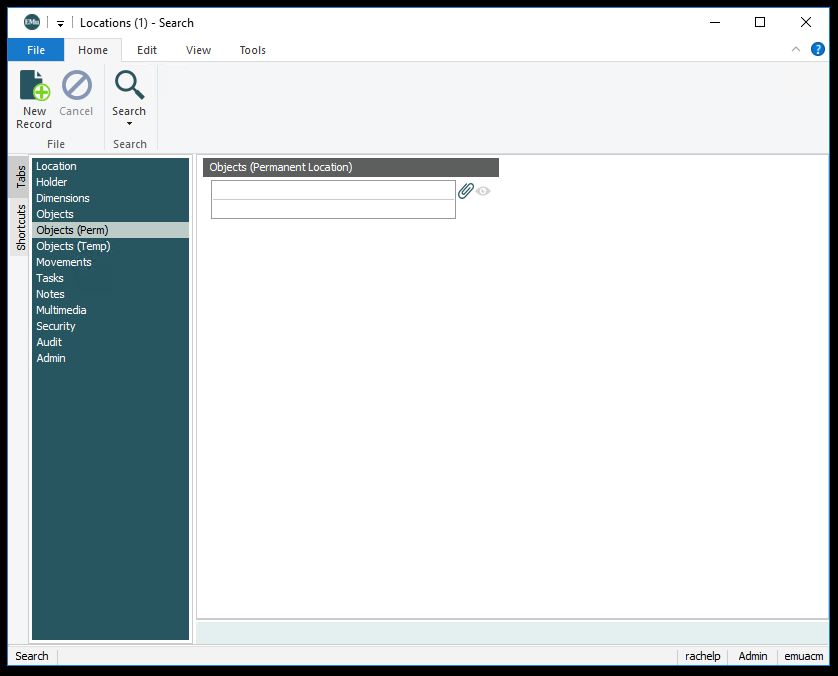 EMu
Locations (1) - Search
File Home Edit View Tools
?
New Record
Cancel
Search
File
Search
Tabs
Shortcuts
Location
Holder
Dimensions
Objects
Objects (Perm)
Objects (Temp)
Movements
Tasks
Notes
Multimedia
Security
Audit
Admin
Objects (Permanent Location)
Search
rachelp Admin emuacm